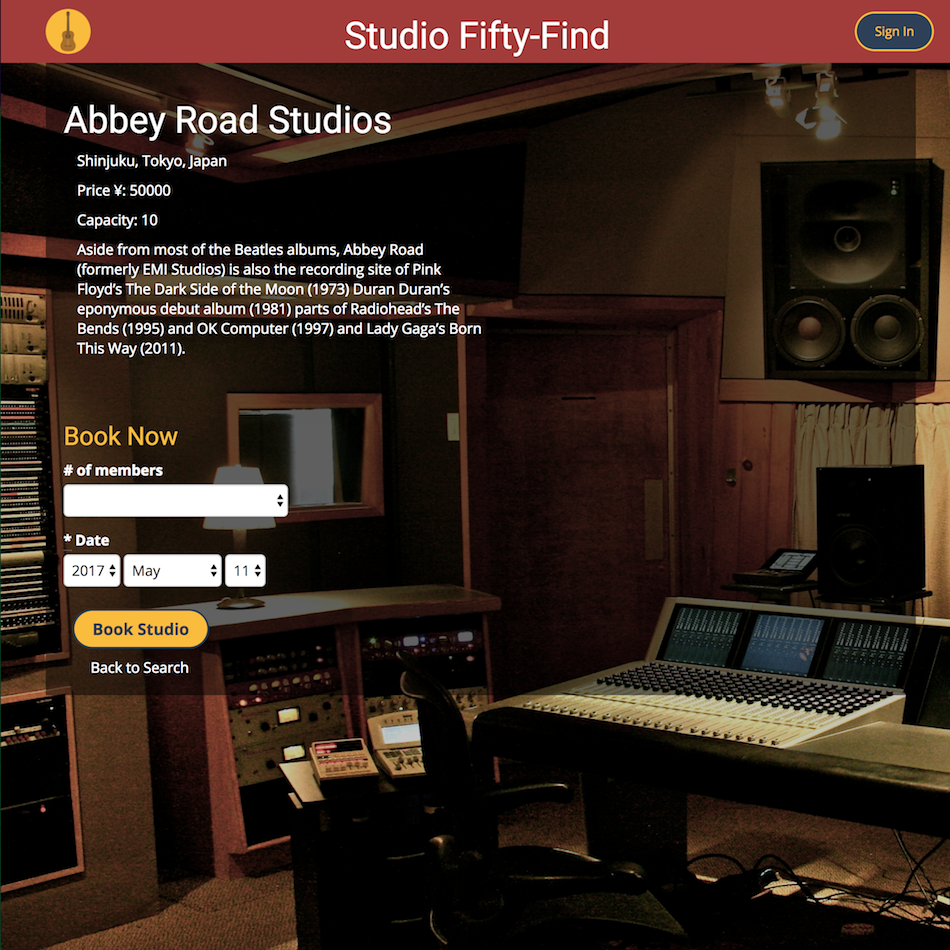 Studio Fifty-Find
Sign In
Abbey Road Studios
Shinjuku, Tokyo, Japan
Price ¥: 50000
Capacity: 10
Aside from most of the Beatles albums, Abbey Road
(formerly EMI Studios) is also the recording site of Pink
Floyd's The Dark Side of the Moon (1973) Duran Duran's
eponymous debut album (1981) parts of Radiohead's The
Bends (1995) and OK Computer (1997) and Lady Gaga's Born
This Way (2011).
Book Now
# of members
* Date
2017 May 11
Book Studio
Back to Search